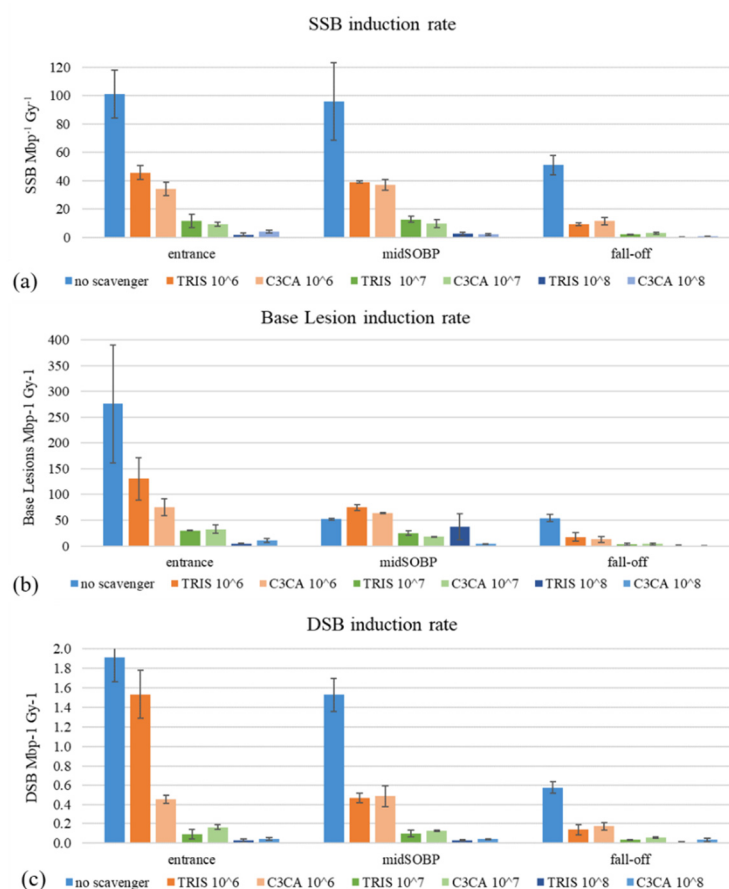 SSB induction rate
SSB Mbp-1 Gy-1
120
100
80
60
40
20
0
entrance midSOBP fall-off
(a) no scavenger TRIS 10^6 C3CA 10^6 TRIS 10^7 C3CA 10^7 TRIS 10^8 C3CA 10^8
Base Lesion induction rate
Base Lesions Mbp-1 Gy-1
400
350
300
250
200
150
100
50
0
entrance midSOBP fall-off
(b) no scavenger TRIS 10^6 C3CA 10^6 TRIS 10^7 C3CA 10^7 TRIS 10^8 C3CA 10^8
DSB induction rate
DSB Mbp-1 Gy-1
2.0
1.8
1.6
1.4
1.2
1.0
0.8
0.6
0.4
0.2
0.0
entrance midSOBP fall-off
(c) no scavenger TRIS 10^6 C3CA 10^6 TRIS 10^7 C3CA 10^7 TRIS 10^8 C3CA 10^8